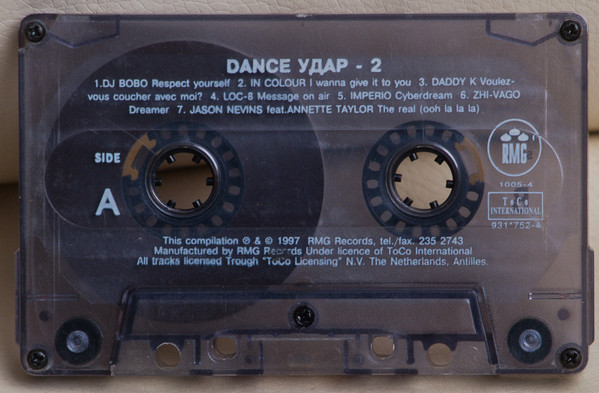 DANCE УДАР - 2
1.DJ BOBO Respect yourself 2. IN COLOUR I wanna give it to you 3. DADDY K Voulez-
vous coucher avec moi? 4. LOC-8 Message on air 5. IMPERIO Cyberdream 6. ZHI-VAGO
Dreamer 7. JASON NEVINS feat.ANNETTE TAYLOR The real (ooh la la la)
SIDE
A
RMG
1005-4
ToCo
INTERNATIONAL
931*752-4
This compilation ℗ & © 1997 RMG Records, tel./fax. 235 2743
Manufactured by RMG Records Under licence of ToCo International
All tracks licensed Trough "ToCo Licensing" N.V. The Netherlands, Antilles.